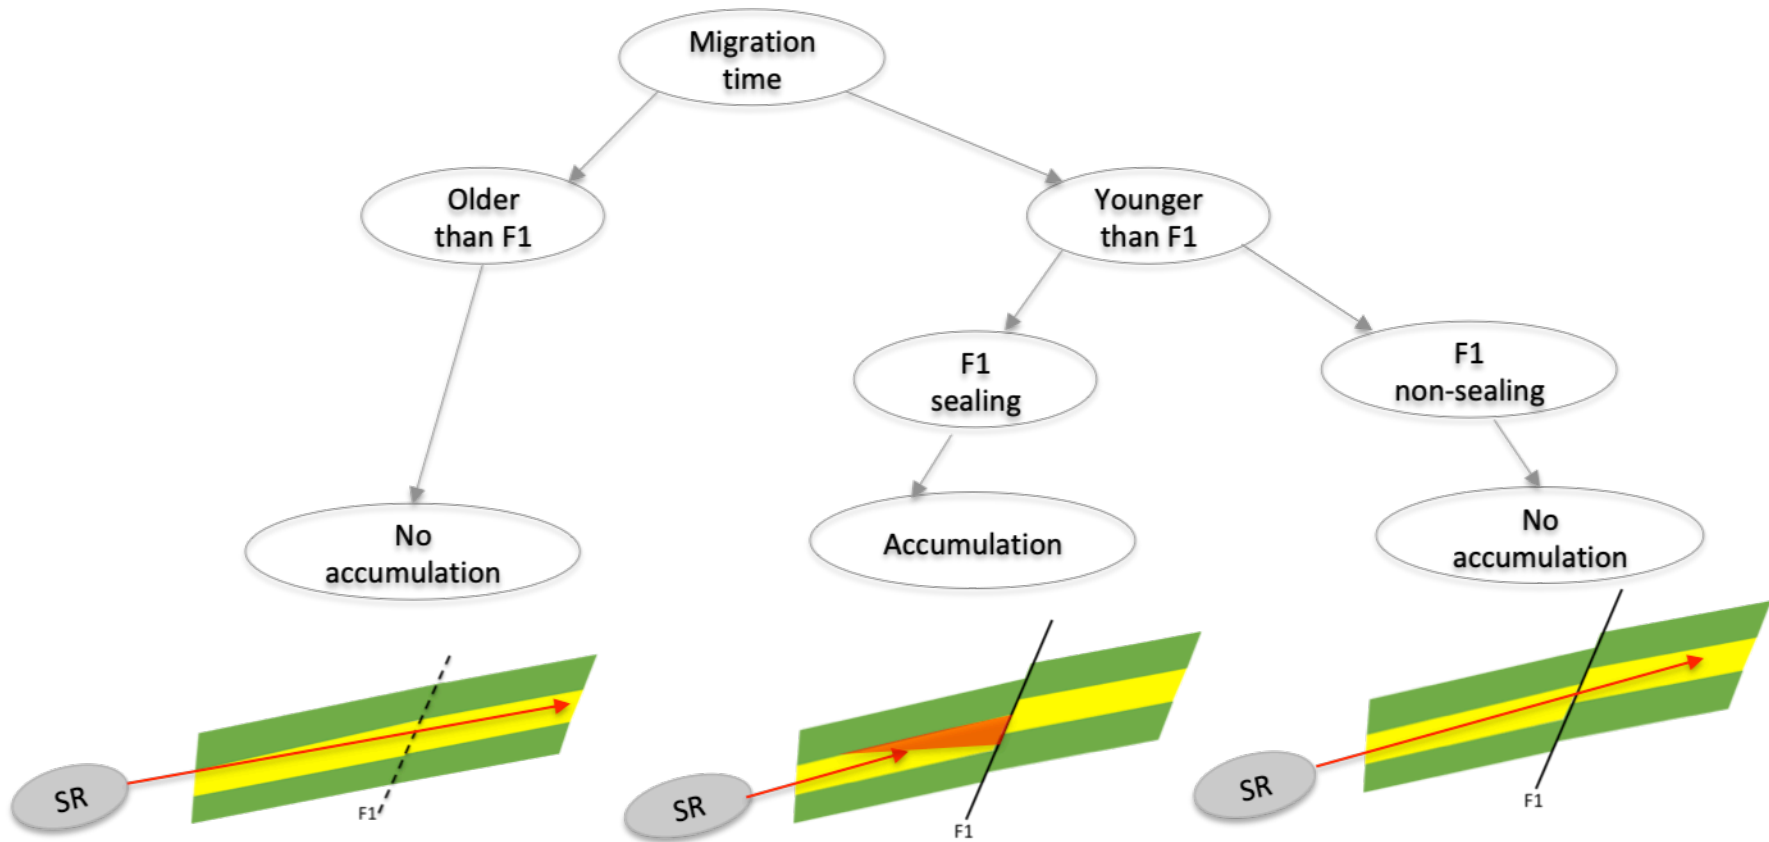 Migration
time
Older
than F1
Younger
than F1
F1
sealing
F1
non-sealing
No
accumulation
Accumulation
No
accumulation
SR
F1
SR
F1
SR
F1